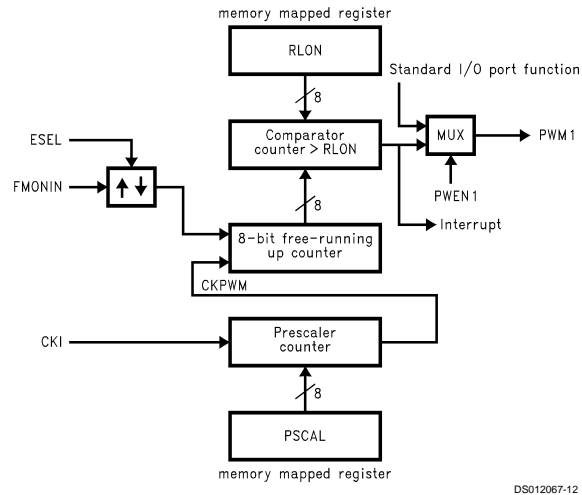 memory mapped register
RLON
8
Standard I/O port function
Comparator
counter > RLON
MUX
PWM1
ESEL
FMONIN
PWEN1
8
Interrupt
8-bit free-running
up counter
CKPWM
CKI
Prescaler
counter
8
PSCAL
memory mapped register
DS012067-12